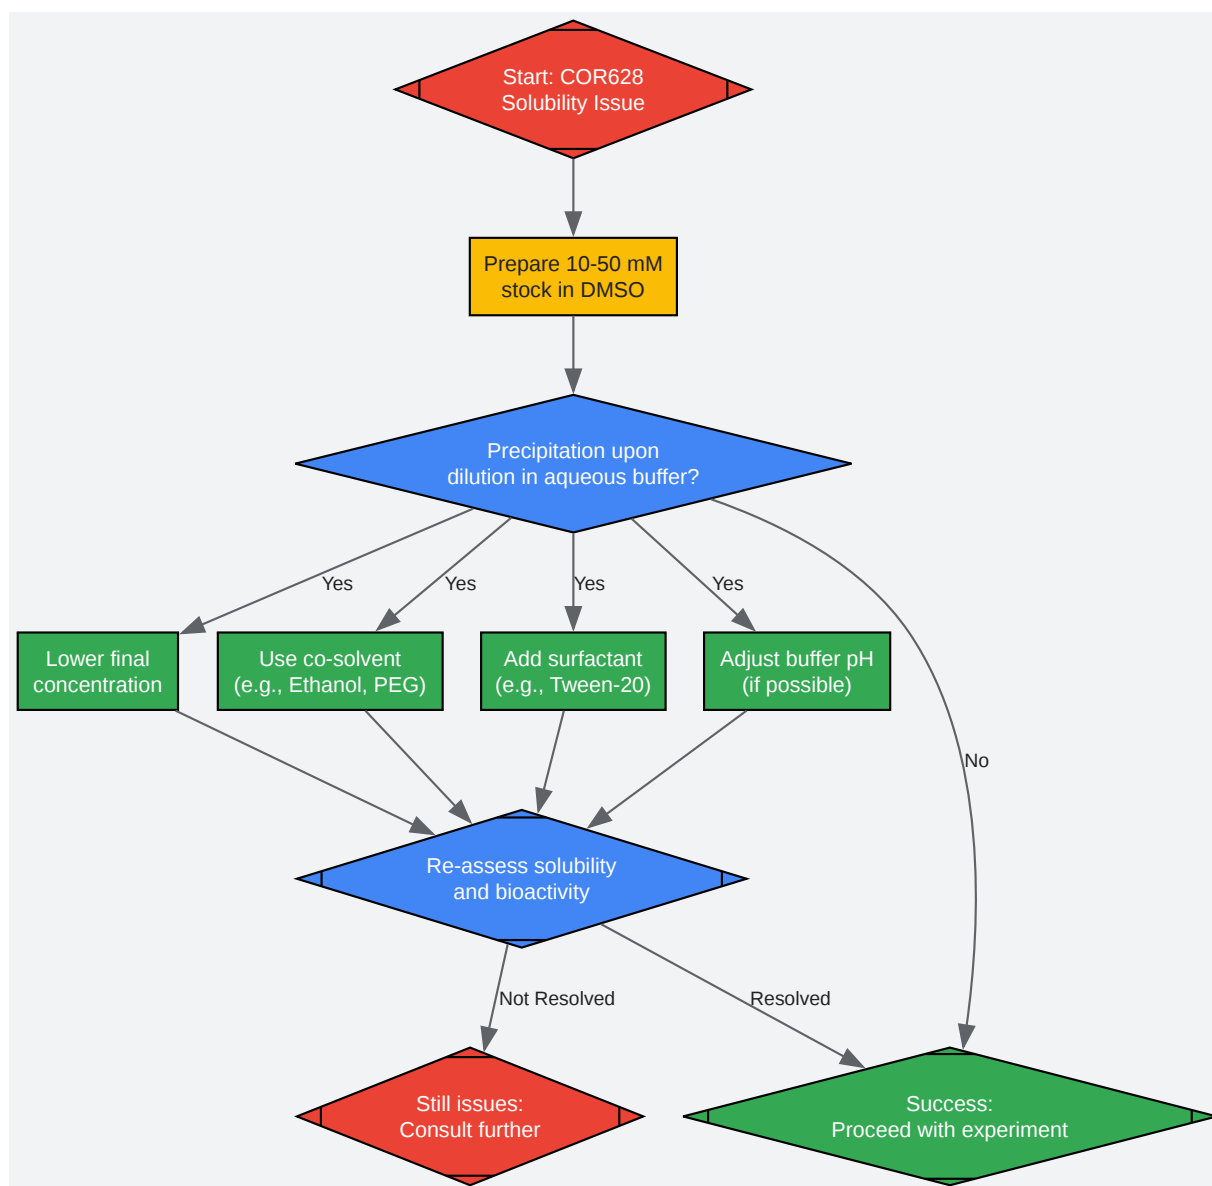 Start: COR628
Solubility Issue
Prepare 10-50 mM
stock in DMSO
Precipitation upon
dilution in aqueous buffer?
Yes
Yes
Yes
Yes
Lower final
concentration
Use co-solvent
(e.g., Ethanol, PEG)
Add surfactant
(e.g., Tween-20)
Adjust buffer pH
(if possible)
No
Re-assess solubility
and bioactivity
Not Resolved
Resolved
Still issues:
Consult further
Success:
Proceed with experiment